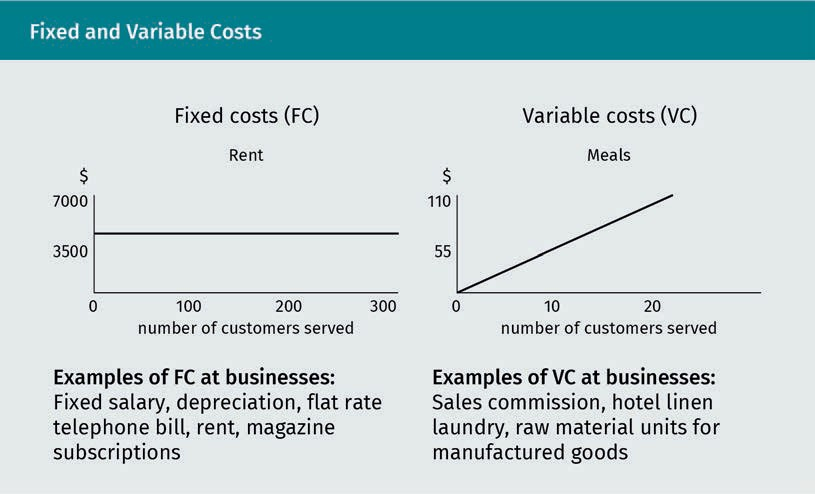 Fixed and Variable Costs
Fixed costs (FC)
Rent
$
7000
3500
0 100 200 300
number of customers served
Examples of FC at businesses:
Fixed salary, depreciation, flat rate
telephone bill, rent, magazine
subscriptions
Variable costs (VC)
Meals
$
110
55
0 10 20
number of customers served
Examples of VC at businesses:
Sales commission, hotel linen
laundry, raw material units for
manufactured goods